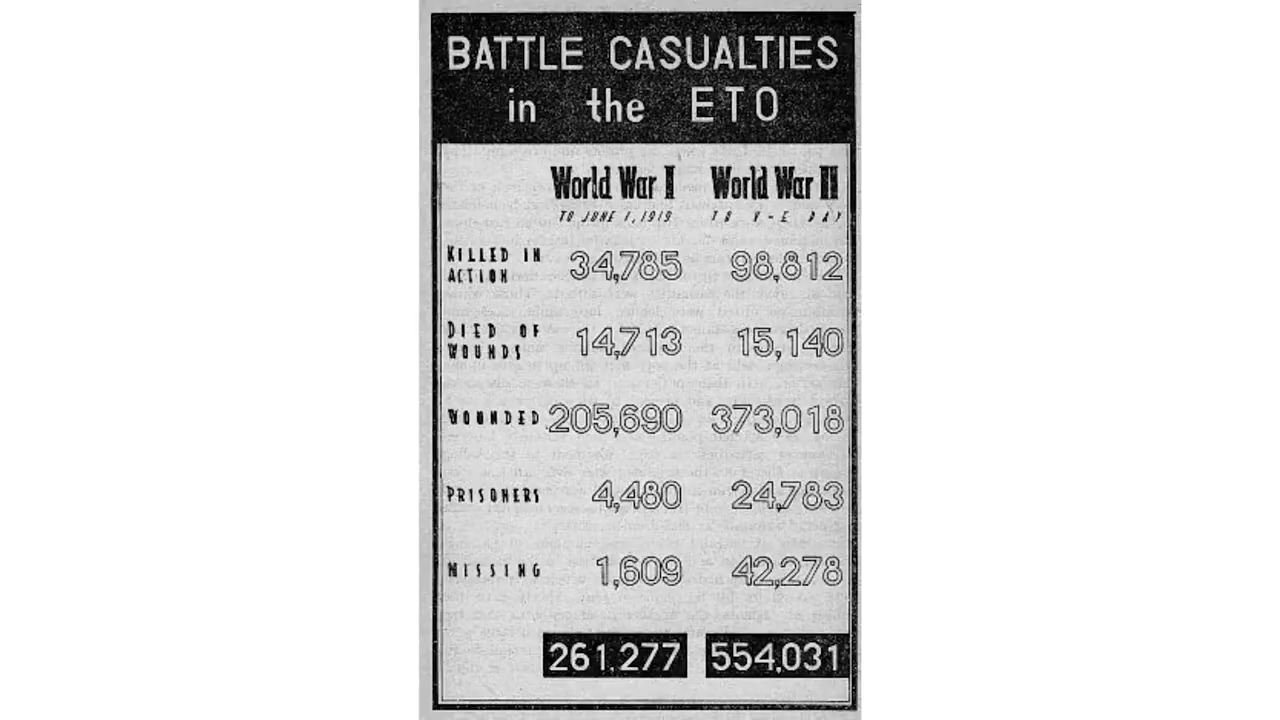 BATTLE CASUALTIES
in the ETO
World War I World War II
TO JUNE 1, 1919 TO V-E DAY
KILLED IN
ACTION 34,785 98,812
DIED OF
WOUNDS 14,713 15,140
WOUNDED 205,690 373,018
PRISONERS 4,480 24,783
MISSING 1,609 42,278
261,277 554,031